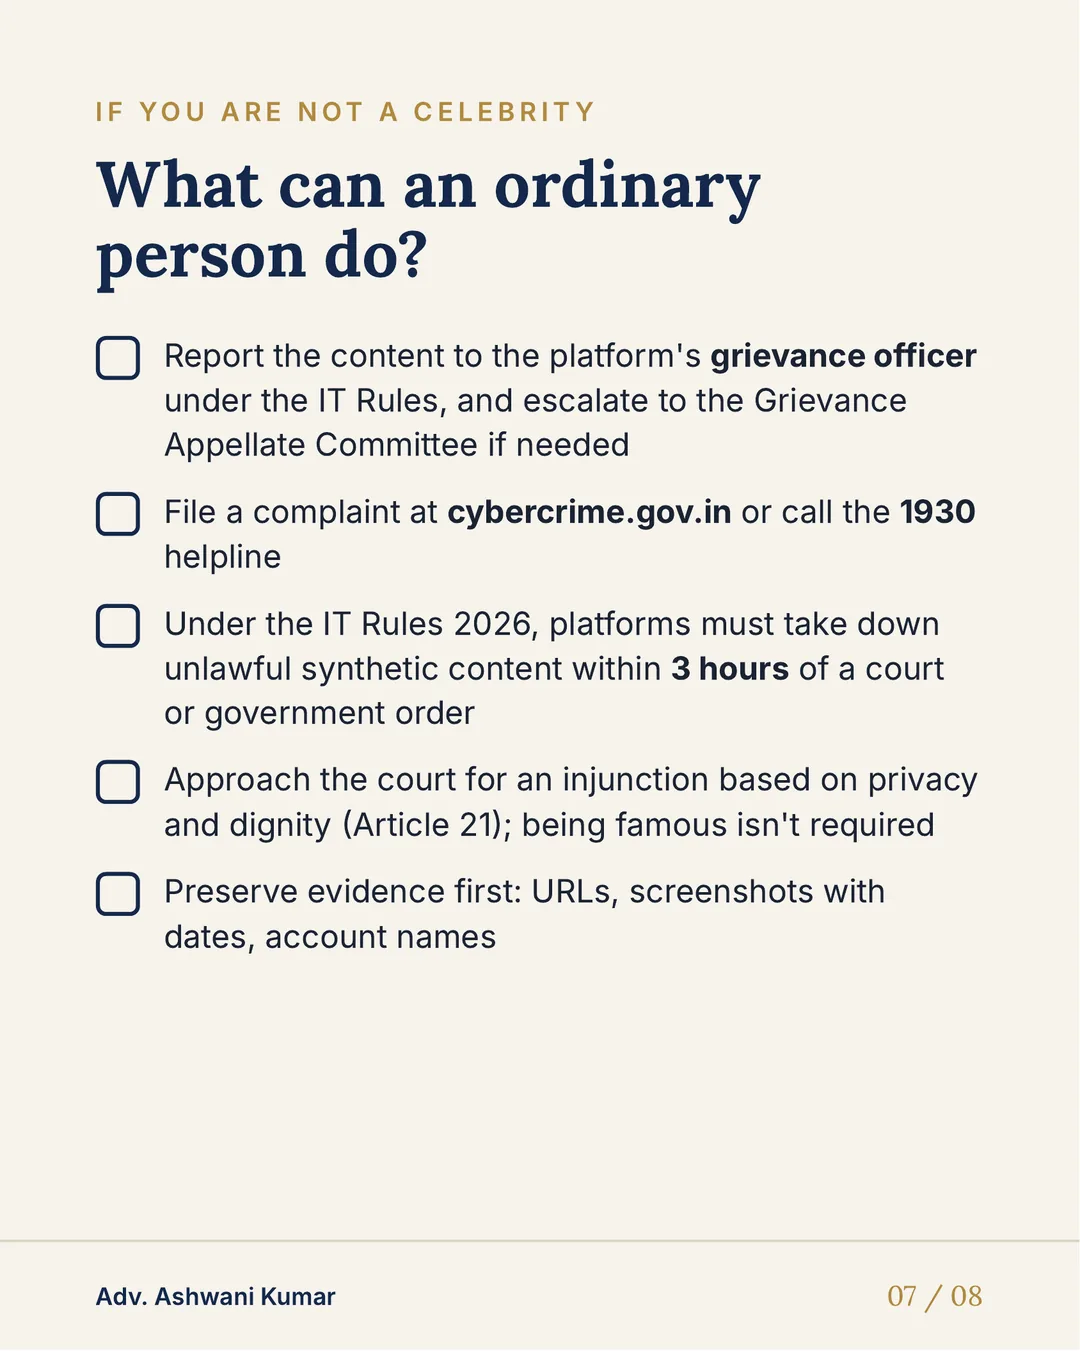 IF YOU ARE NOT A CELEBRITY
What can an ordinary
person do?
Report the content to the platform's grievance officer
under the IT Rules, and escalate to the Grievance
Appellate Committee if needed
File a complaint at cybercrime.gov.in or call the 1930
helpline
Under the IT Rules 2026, platforms must take down
unlawful synthetic content within 3 hours of a court
or government order
Approach the court for an injunction based on privacy
and dignity (Article 21); being famous isn't required
Preserve evidence first: URLs, screenshots with
dates, account names
Adv. Ashwani Kumar
07 / 08